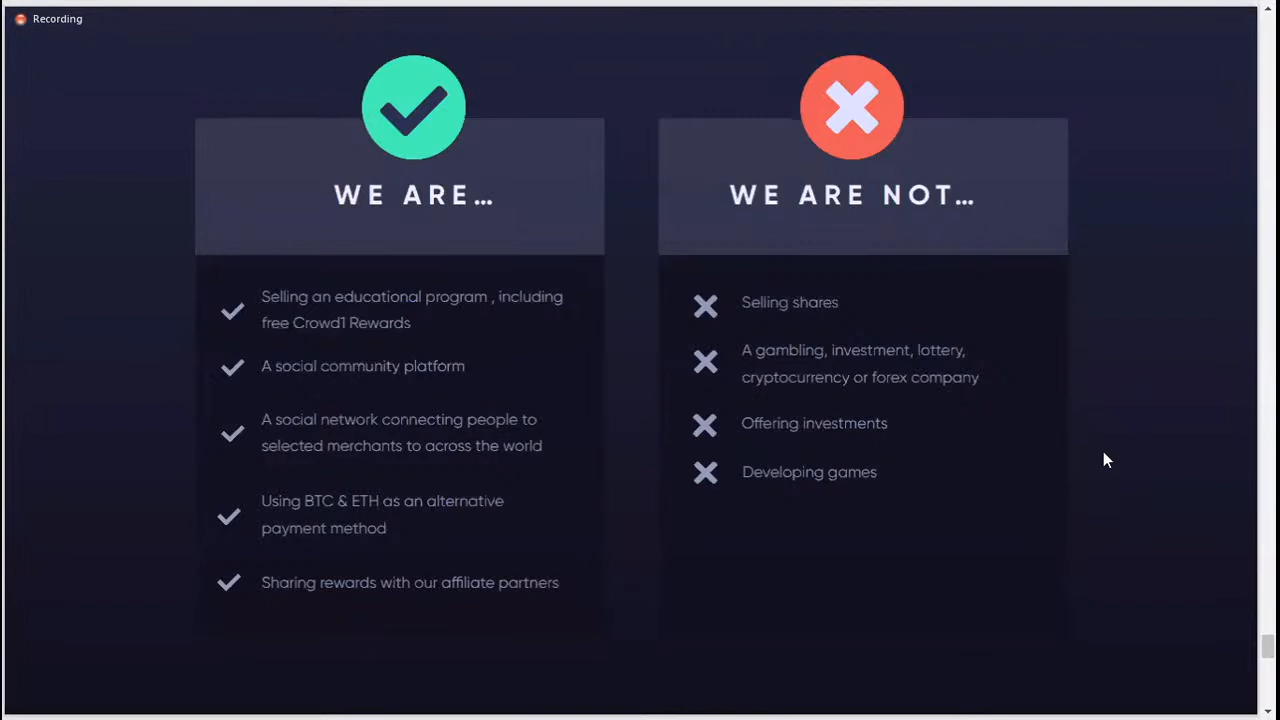 Recording
WE ARE…
Selling an educational program , including
free Crowd1 Rewards
A social community platform
A social network connecting people to
selected merchants to across the world
Using BTC & ETH as an alternative
payment method
Sharing rewards with our affiliate partners
WE ARE NOT…
Selling shares
A gambling, investment, lottery,
cryptocurrency or forex company
Offering investments
Developing games